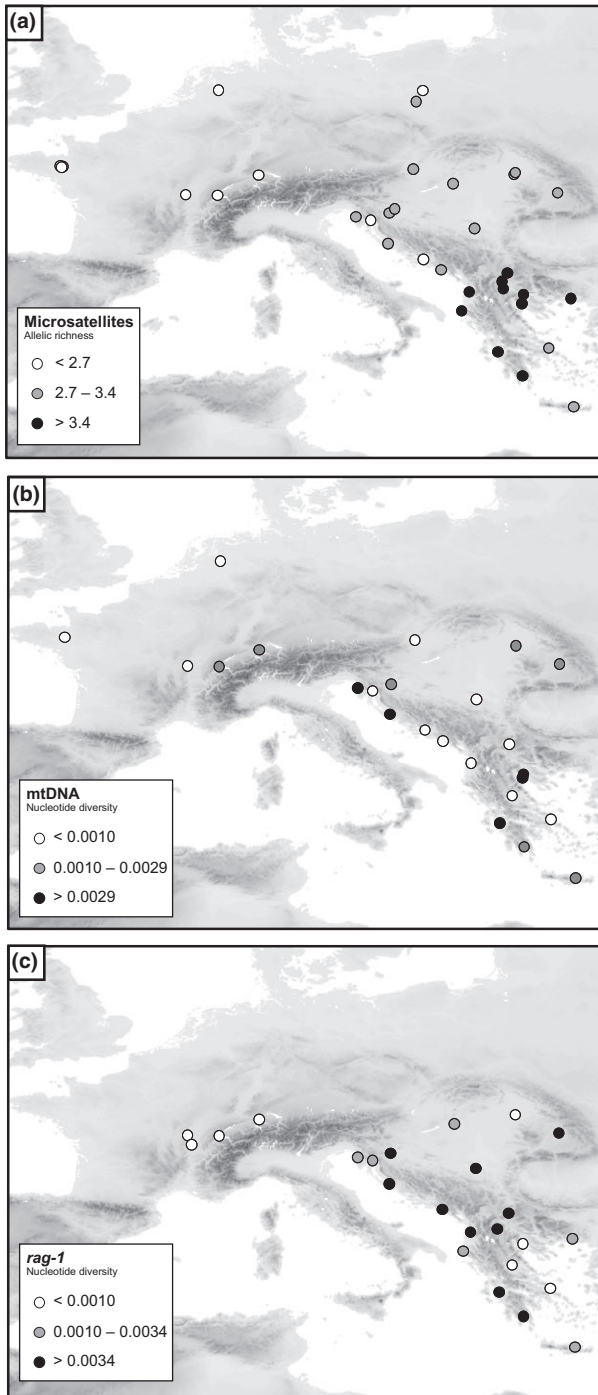 (a)
Microsatellites
Allelic richness
< 2.7
2.7 – 3.4
> 3.4
(b)
mtDNA
Nucleotide diversity
< 0.0010
0.0010 – 0.0029
> 0.0029
(c)
rag-1
Nucleotide diversity
< 0.0010
0.0010 – 0.0034
> 0.0034